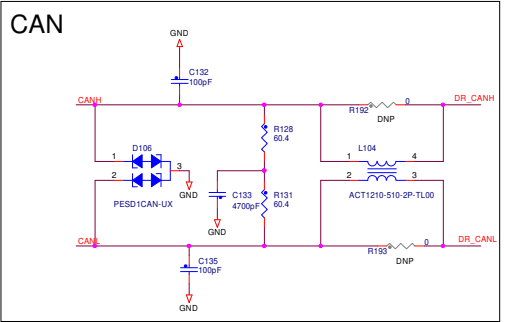 CAN
GND
C132
100pF
CANH
R192
0
DR_CANH
DNP
R128
60.4
D106
L104
1
3
2
1
4
2
3
GND
C133
4700pF
R131
60.4
PESD1CAN-UX
ACT1210-510-2P-TL00
GND
CANL
R193
0
DR_CANL
DNP
C135
100pF
GND